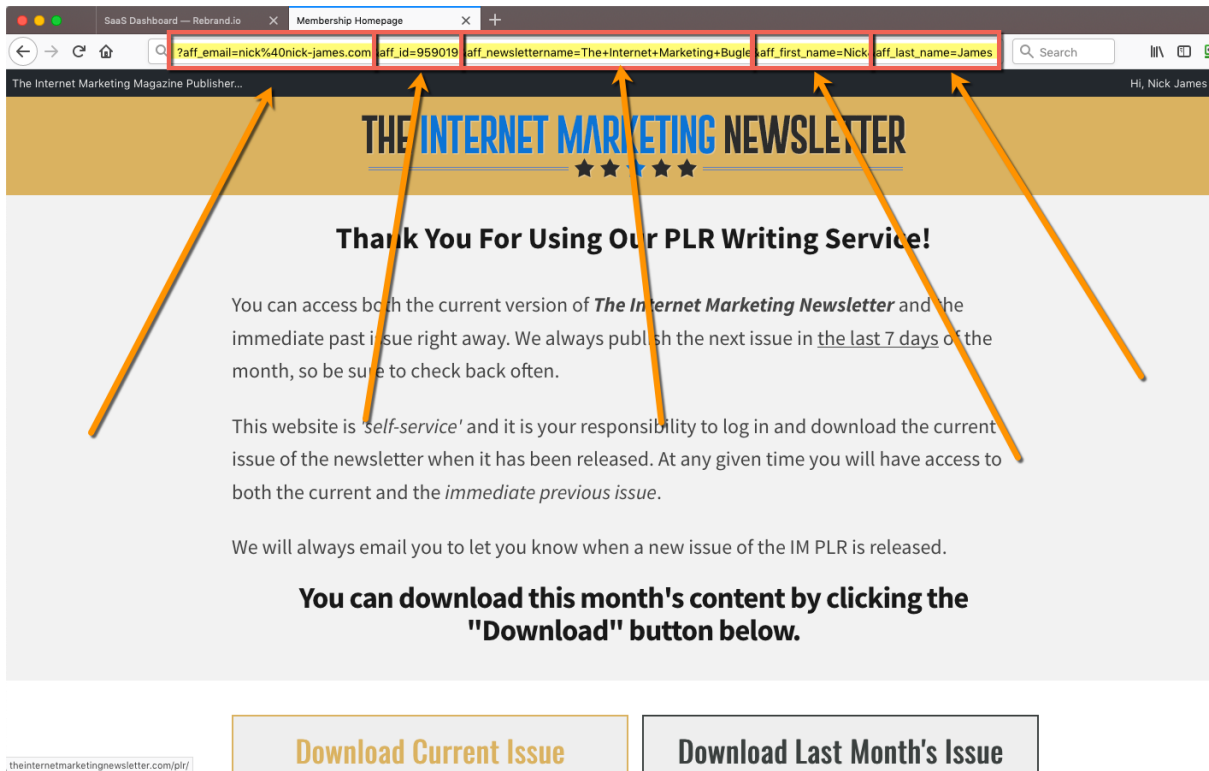 SaaS Dashboard — Rebrand.io
Membership Homepage
?aff_email=nick%40nick-james.com
aff_id=959019
aff_newslettername=The+Internet+Marketing+Bugle
aff_first_name=Nick&
aff_last_name=James
Search
The Internet Marketing Magazine Publisher...
Hi, Nick James
THE INTERNET MARKETING NEWSLETTER
Thank You For Using Our PLR Writing Service!
You can access both the current version of The Internet Marketing Newsletter and the
immediate past issue right away. We always publish the next issue in the last 7 days of the
month, so be sure to check back often.
This website is 'self-service' and it is your responsibility to log in and download the current
issue of the newsletter when it has been released. At any given time you will have access to
both the current and the immediate previous issue.
We will always email you to let you know when a new issue of the IM PLR is released.
You can download this month's content by clicking the
"Download" button below.
Download Current Issue
Download Last Month's Issue
theinternetmarketingnewsletter.com/plr/